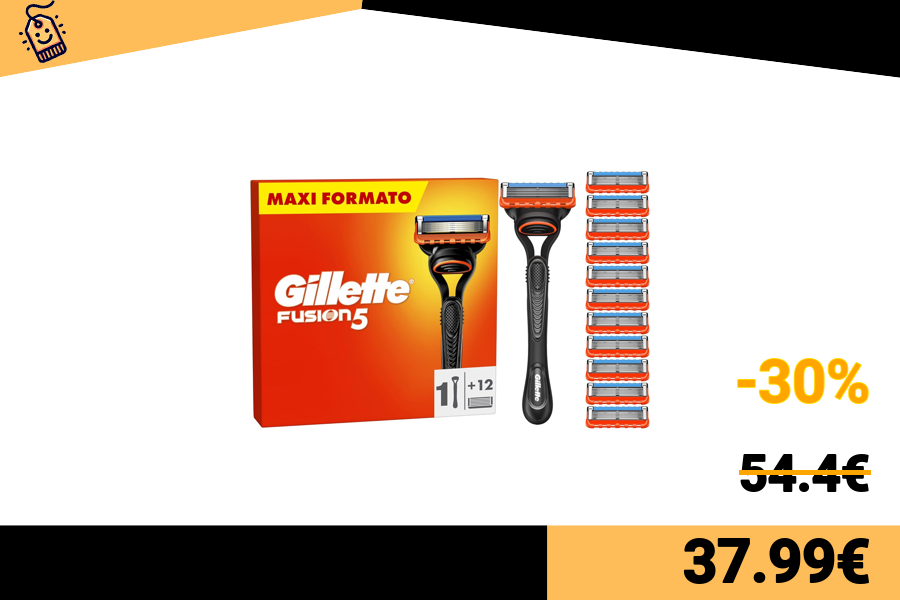 MAXI FORMATO
Gillette
FUSION5
1 +12
Gillette
-30%
54.4€
37.99€